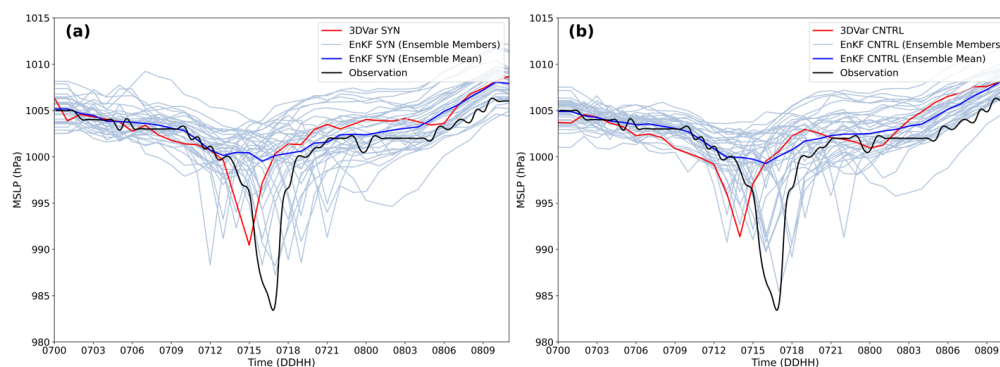 (a)
3DVar SYN
EnKF SYN (Ensemble Members)
EnKF SYN (Ensemble Mean)
Observation
MSLP (hPa)
1015
1010
1005
1000
995
990
985
980
0700 0703 0706 0709 0712 0715 0718 0721 0800 0803 0806 0809
Time (DDHH)
(b)
3DVar CNTRL
EnKF CNTRL (Ensemble Members)
EnKF CNTRL (Ensemble Mean)
Observation
MSLP (hPa)
1015
1010
1005
1000
995
990
985
980
0700 0703 0706 0709 0712 0715 0718 0721 0800 0803 0806 0809
Time (DDHH)